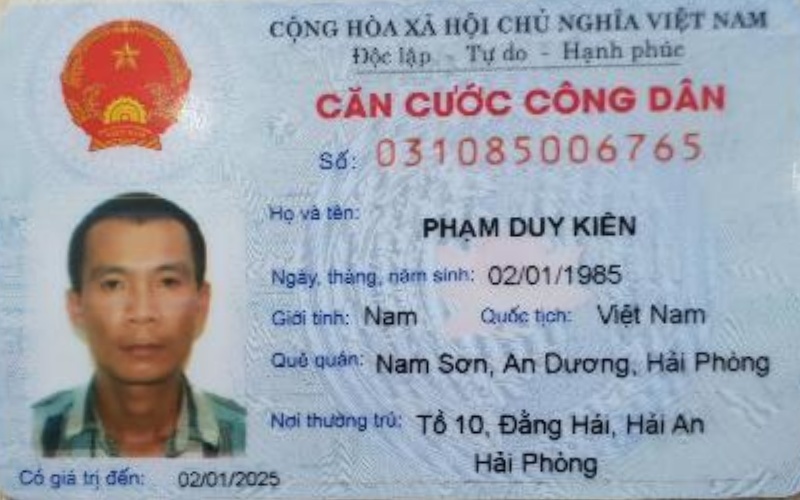 CỘNG HÒA XÃ HỘI CHỦ NGHĨA VIỆT NAM
Độc lập - Tự do - Hạnh phúc
CĂN CƯỚC CÔNG DÂN
Số: 031085006765
Họ và tên: PHẠM DUY KIÊN
Ngày, tháng, năm sinh: 02/01/1985
Giới tính: Nam Quốc tịch: Việt Nam
Quê quán: Nam Sơn, An Dương, Hải Phòng
Nơi thường trú: Tổ 10, Đằng Hải, Hải An
Hải Phòng
Có giá trị đến: 02/01/2025